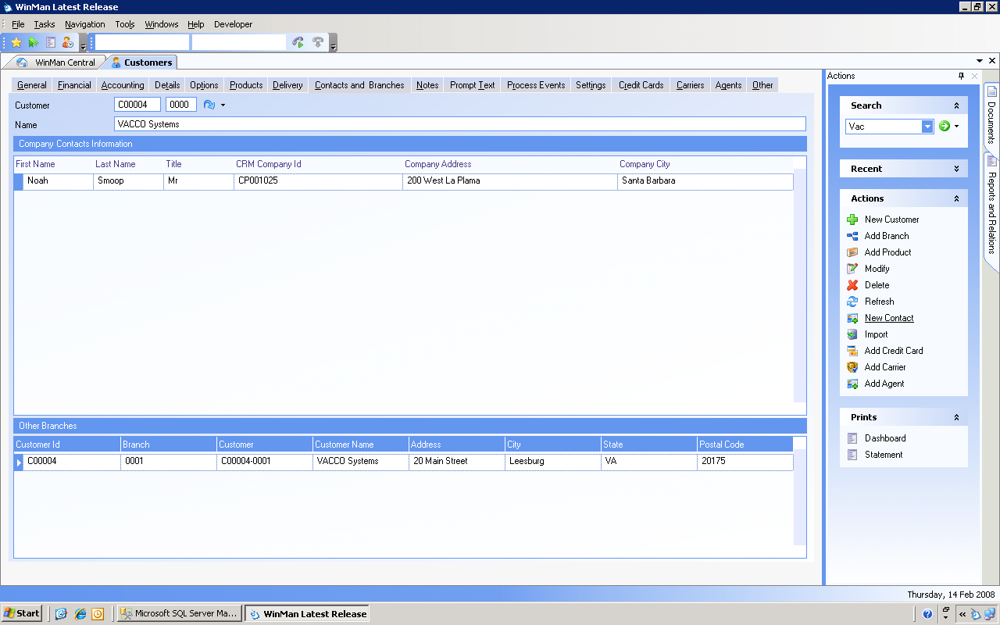 WinMan Latest Release
File Tasks Navigation Tools Windows Help Developer
WinMan Central Customers
General Financial Accounting Details Options Products Delivery Contacts and Branches Notes Prompt Text Process Events Settings Credit Cards Carriers Agents Other
Customer C00004 0000
Name VACCO Systems
Company Contacts Information
First Name Last Name Title CRM Company Id Company Address Company City
Noah Smoop Mr CP001025 200 West La Plama Santa Barbara
Other Branches
Customer Id Branch Customer Customer Name Address City State Postal Code
C00004 0001 C00004-0001 VACCO Systems 20 Main Street Leesburg VA 20175
Actions
Search
Vac
Recent
Actions
New Customer
Add Branch
Add Product
Modify
Delete
Refresh
New Contact
Import
Add Credit Card
Add Carrier
Add Agent
Prints
Dashboard
Statement
Documents
Reports and Relations
Thursday, 14 Feb 2008
Start Microsoft SQL Server Ma... WinMan Latest Release